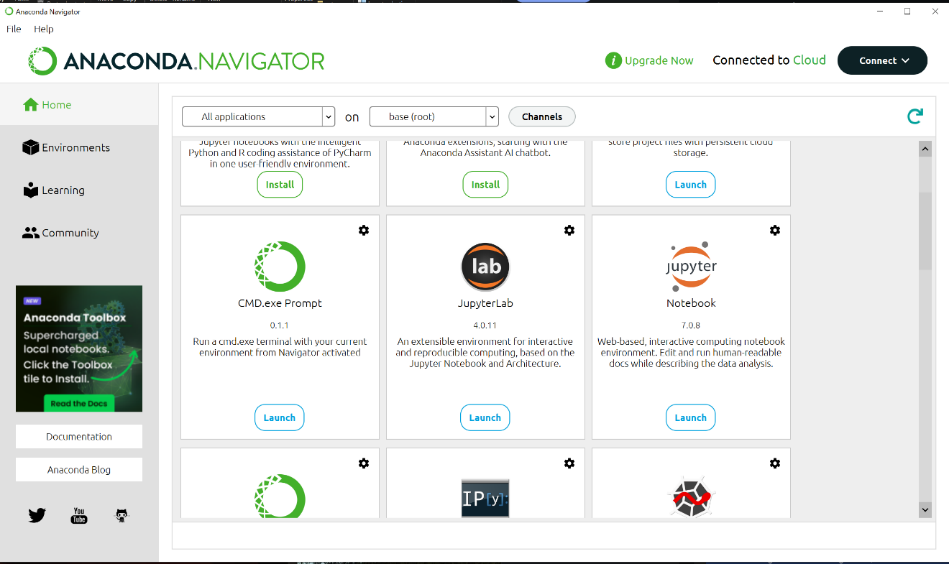 Anaconda Navigator
File Help
ANACONDA.NAVIGATOR
i Upgrade Now Connected to Cloud Connect
Home
Environments
Learning
Community
NEW
Anaconda Toolbox
Supercharged
local notebooks.
Click the Toolbox
tile to Install.
Read the Docs
Documentation
Anaconda Blog
You
Tube
All applications on base (root) Channels
Jupyter notebooks with the intelligent
Python and R coding assistance of PyCharm
in one user friendly environment.
Install
Anaconda extensions, starting with the
Anaconda Assistant AI chatbot.
Install
store project files with persistent cloud
storage.
Launch
CMD.exe Prompt
0.1.1
Run a cmd.exe terminal with your current
environment from Navigator activated
Launch
lab
JupyterLab
4.0.11
An extensible environment for interactive
and reproducible computing, based on the
Jupyter Notebook and Architecture.
Launch
jupyter
Notebook
7.0.8
Web-based, interactive computing notebook
environment. Edit and run human-readable
docs while describing the data analysis.
Launch
IP[y]: